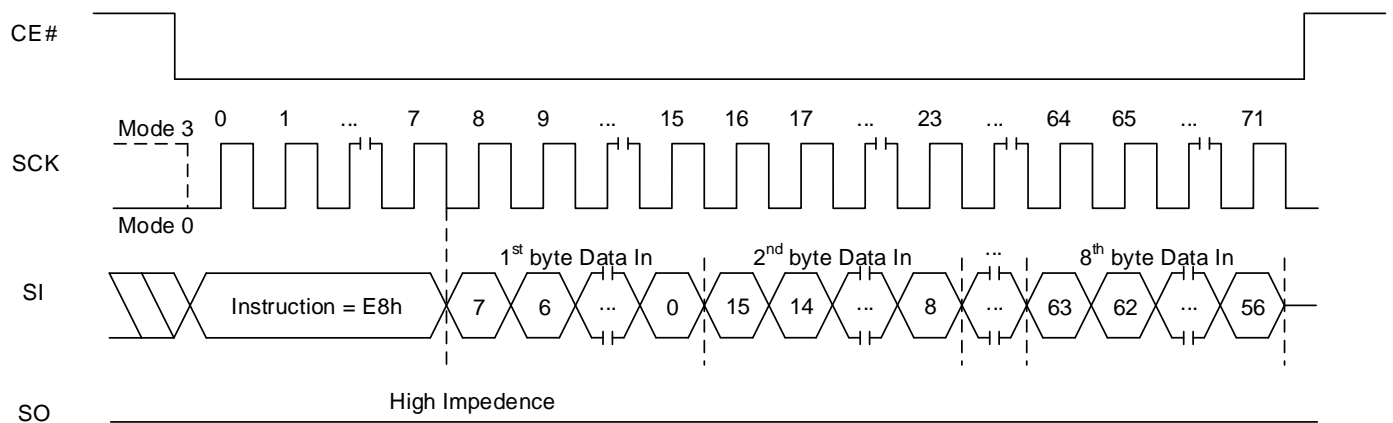 CE#
0 1 ... 7 8 9 ... 15 16 17 ... 23 ... 64 65 ... 71
Mode 3
SCK
Mode 0
1st byte Data In 2nd byte Data In ... 8th byte Data In
SI
Instruction = E8h 7 6 ... 0 15 14 ... 8 ... 63 62 ... 56
High Impedence
SO